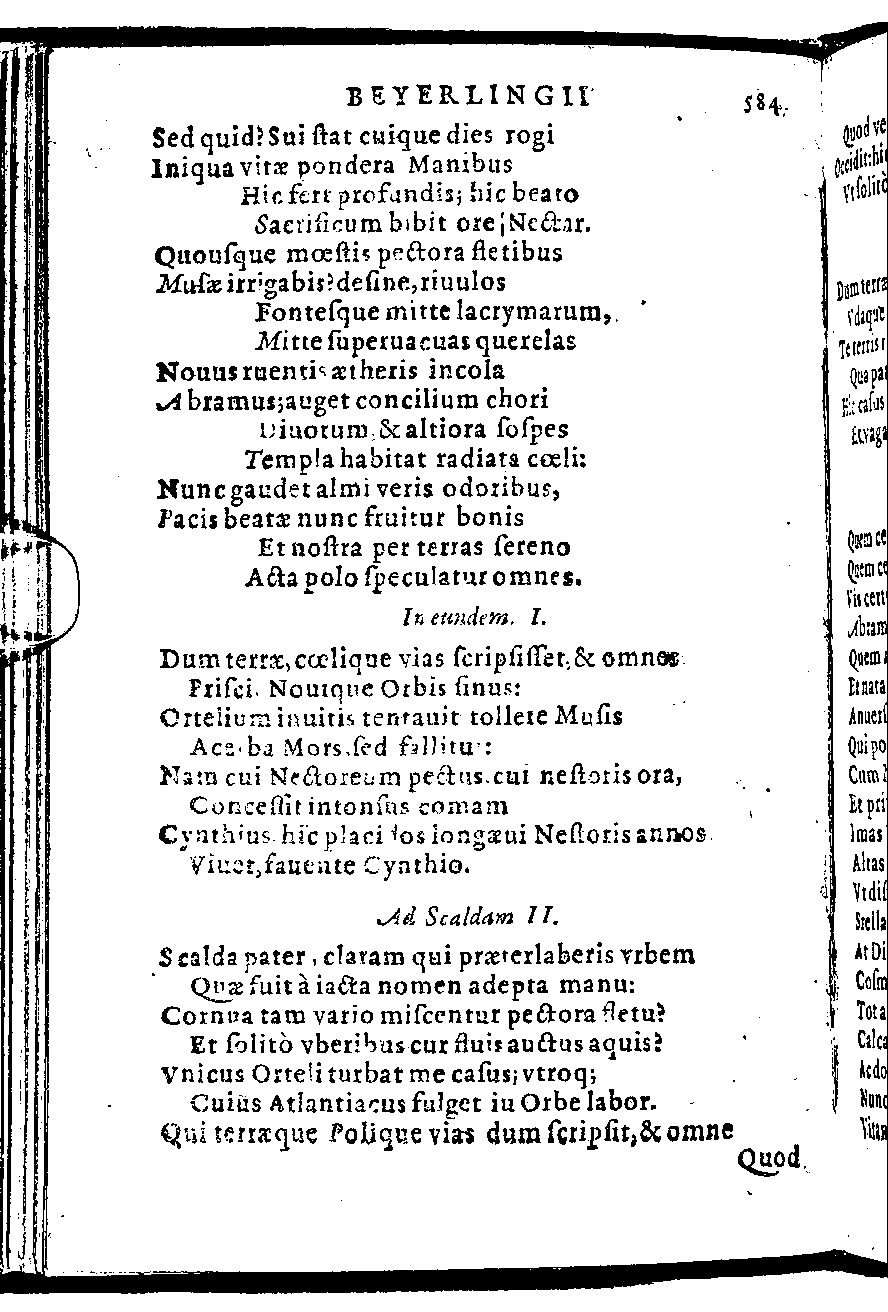 BEYERLINGII 584.
Sed quid? Sui ſtat cuique dies rogi
Iniqua vitæ pondera Manibus
Hic fert profundis; hic beato
Sacrificum bibit ore Nectar.
Quouſque mœſtis pectora fletibus
Muſæ irrigabis? deſine, riuulos
Fonteſque mitte lacrymarum,
Mitte ſuperuacuas querelas
Nouus ruentis ætheris incola
Abramus; auget concilium chori
Diuorum, & altiora ſoſpes
Templa habitat radiata cœli:
Nunc gaudet almi veris odoribus,
Pacis beatæ nunc fruitur bonis
Et noſtra per terras ſereno
Acta polo ſpeculatur omnes.
In eundem. I.
Dum terræ, cœlique vias ſcripſiſſet, & omnes
Priſci, Nouique Orbis ſinus:
Ortelium inuitis tentauit tollere Muſis
Acerba Mors, ſed fallitur:
Nam cui Nectoreum pectus, cui neſtoris ora,
Conceſſit intonſus comam
Cynthius, hic placidos longæui Neſtoris annos
Viuet, fauente Cynthio.
Ad Scaldam II.
Scalda pater, claram qui præterlaberis vrbem
Quæ fuit à iacta nomen adepta manu:
Cornua tam vario miſcentur pectora fletu?
Et ſolitò vberibus cur fluis auctus aquis?
Vnicus Orteli turbat me caſus; vtroq;
Cuius Atlantiacus fulget iu Orbe labor.
Qui terræque Polique vias dum ſcripſit, & omne
Quod
Quod ve
Occidit: hi
Vt ſolitò
Dum terræ
Vdaque
Te terris
Qua pa
Et vaga
Quem ce
Quem ce
Vis cert
Abram
Quem
Et nata
Anuerſ
Qui po
Cum
Et pri
Imas
Altas
Vt diſ
Stella
At Di
Coſm
Tot a
Calca
Aedo
Nunc
Vitam